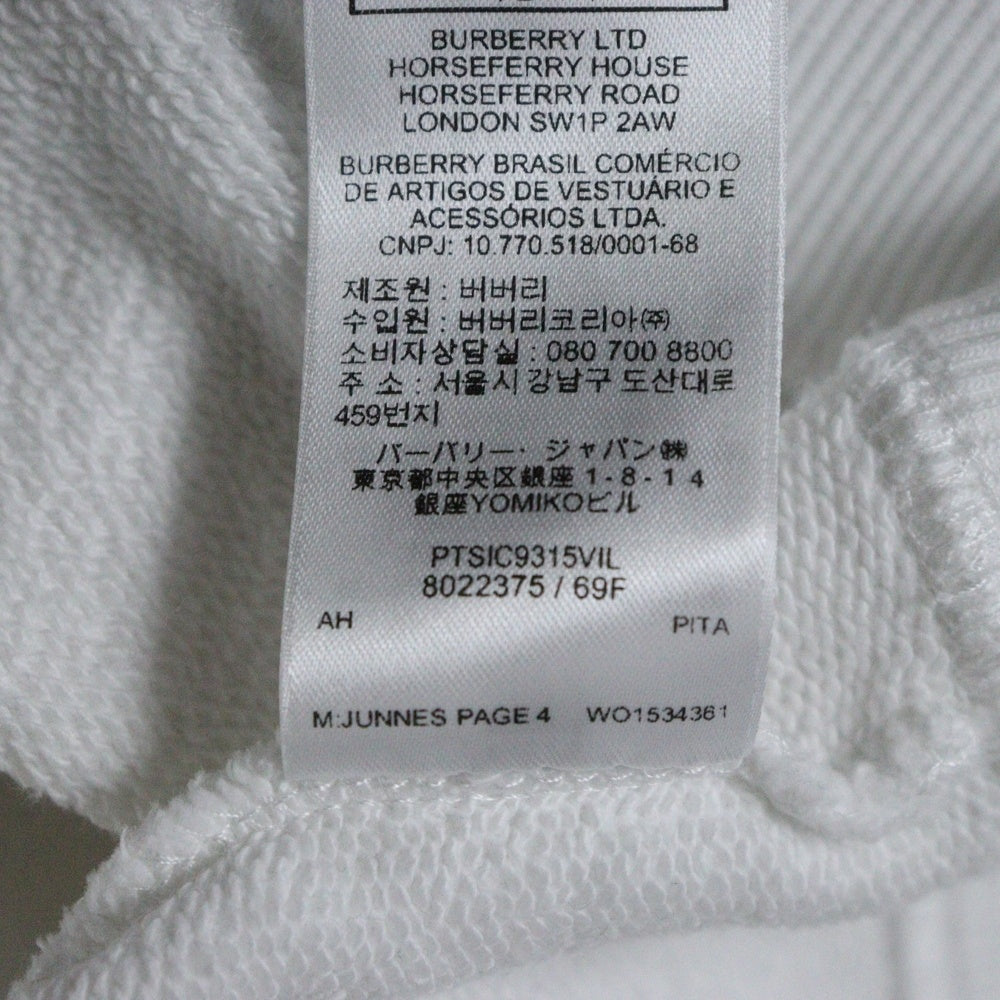 BURBERRY LTD
HORSEFERRY HOUSE
HORSEFERRY ROAD
LONDON SW1P 2AW
BURBERRY BRASIL COMÉRCIO
DE ARTIGOS DE VESTUÁRIO E
ACESSÓRIOS LTDA.
CNPJ: 10.770.518/0001-68
제조원 : 버버리
수입원 : 버버리코리아㈜
소비자상담실 : 080 700 8800
주 소 : 서울시 강남구 도산대로
459번지
バーバリー・ジャパン㈱
東京都中央区銀座 1-8-14
銀座YOMIKOビル
PTSIC9315VIL
8022375 / 69F
AH PITA
M:JUNNES PAGE 4 WO1534361